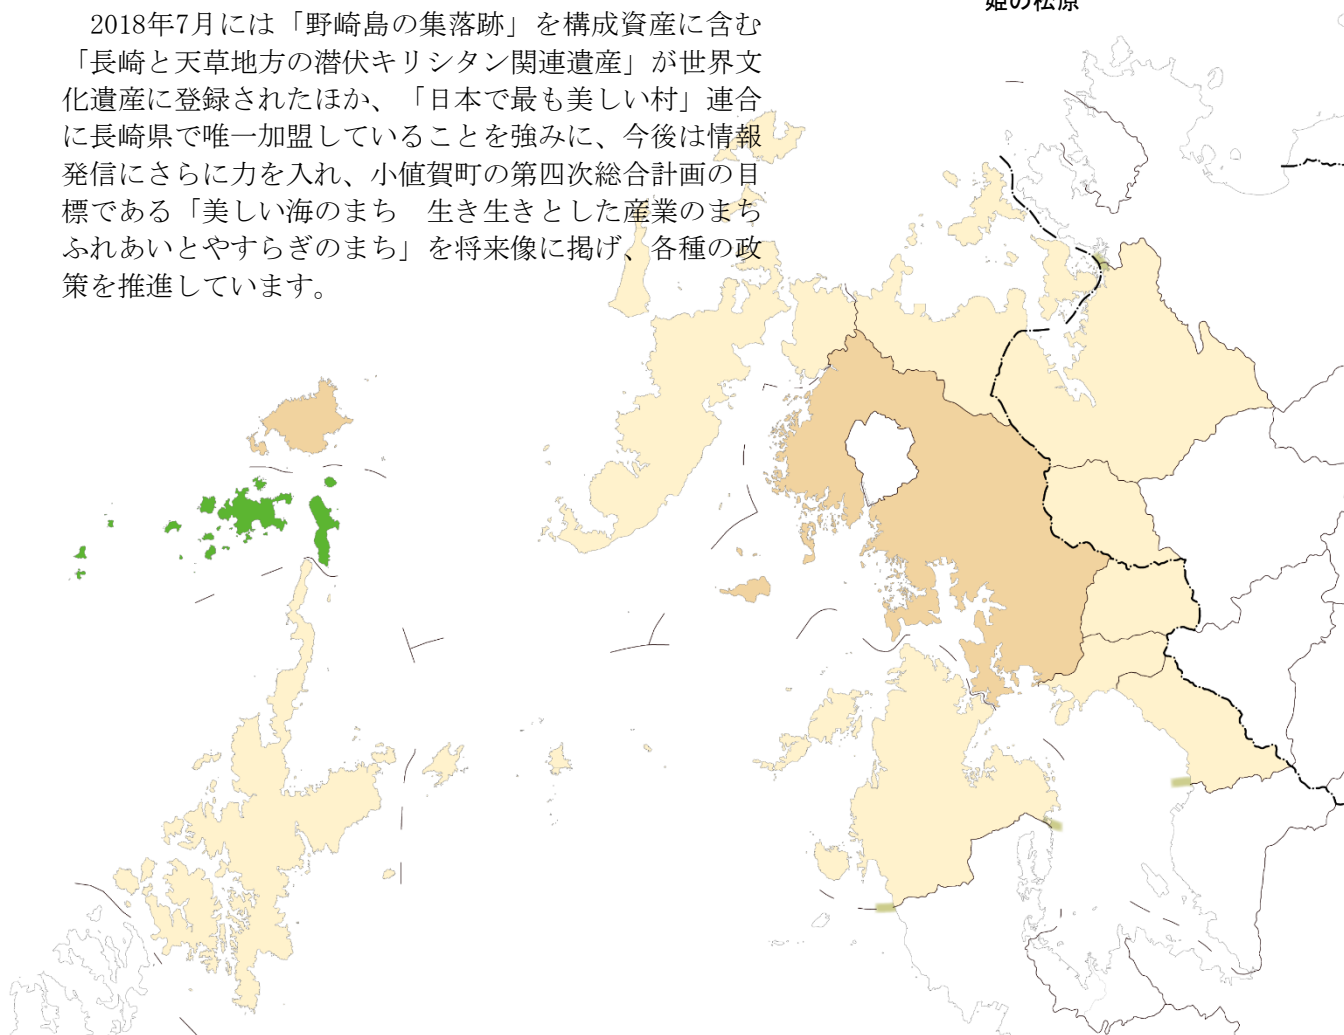 姫の松原
　2018年7月には「野崎島の集落跡」を構成資産に含む
「長崎と天草地方の潜伏キリシタン関連遺産」が世界文
化遺産に登録されたほか、「日本で最も美しい村」連合
に長崎県で唯一加盟していることを強みに、今後は情報
発信にさらに力を入れ、小値賀町の第四次総合計画の目
標である「美しい海のまち　生き生きとした産業のまち
ふれあいとやすらぎのまち」を将来像に掲げ、各種の政
策を推進しています。